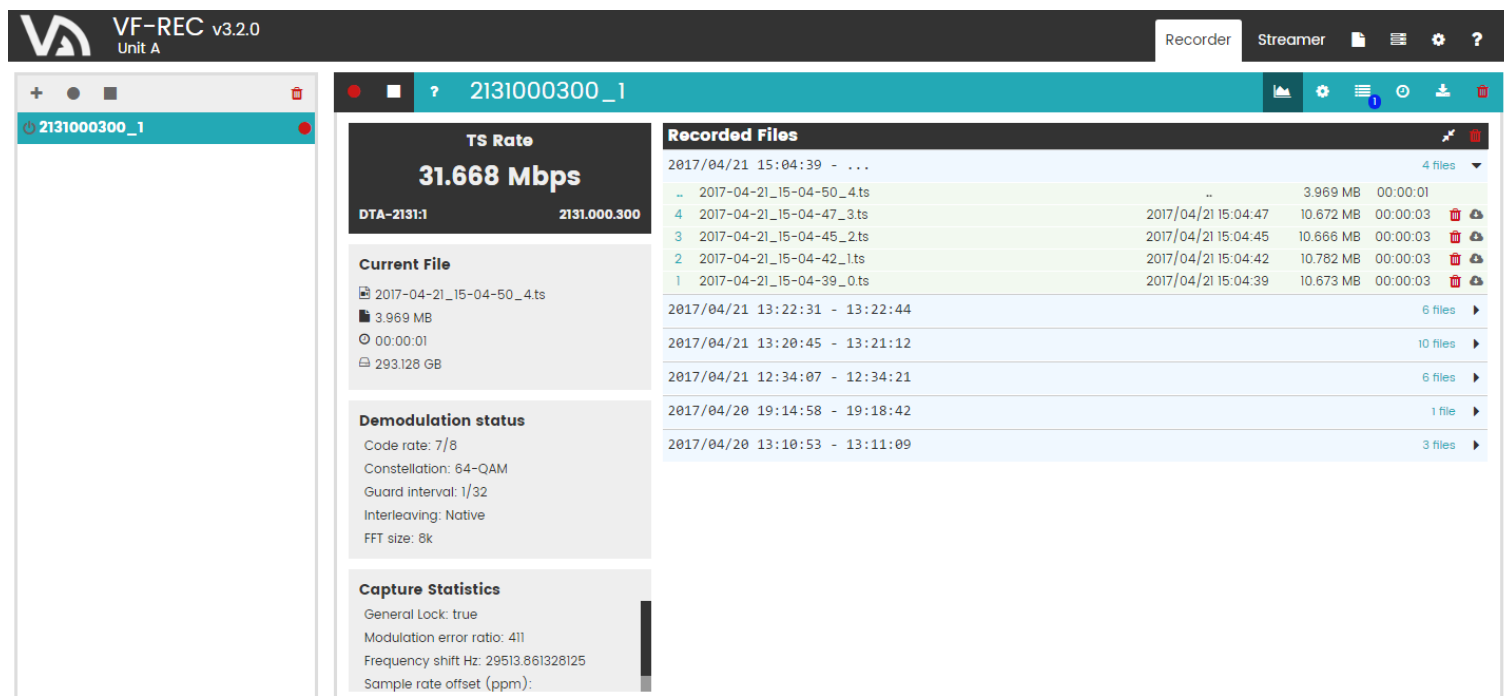 VF-REC v3.2.0
Unit A
Recorder Streamer ?
2131000300_1
? 2131000300_1 1
TS Rate
31.668 Mbps
DTA-2131:1 2131.000.300
Current File
2017-04-21_15-04-50_4.ts
3.969 MB
00:00:01
293.128 GB
Demodulation status
Code rate: 7/8
Constellation: 64-QAM
Guard interval: 1/32
Interleaving: Native
FFT size: 8k
Capture Statistics
General Lock: true
Modulation error ratio: 411
Frequency shift Hz: 29513.861328125
Sample rate offset (ppm):
Recorded Files
2017/04/21 15:04:39 - ... 4 files
.. 2017-04-21_15-04-50_4.ts .. 3.969 MB 00:00:01
4 2017-04-21_15-04-47_3.ts 2017/04/21 15:04:47 10.672 MB 00:00:03
3 2017-04-21_15-04-45_2.ts 2017/04/21 15:04:45 10.666 MB 00:00:03
2 2017-04-21_15-04-42_1.ts 2017/04/21 15:04:42 10.782 MB 00:00:03
1 2017-04-21_15-04-39_0.ts 2017/04/21 15:04:39 10.673 MB 00:00:03
2017/04/21 13:22:31 - 13:22:44 6 files
2017/04/21 13:20:45 - 13:21:12 10 files
2017/04/21 12:34:07 - 12:34:21 6 files
2017/04/20 19:14:58 - 19:18:42 1 file
2017/04/20 13:10:53 - 13:11:09 3 files